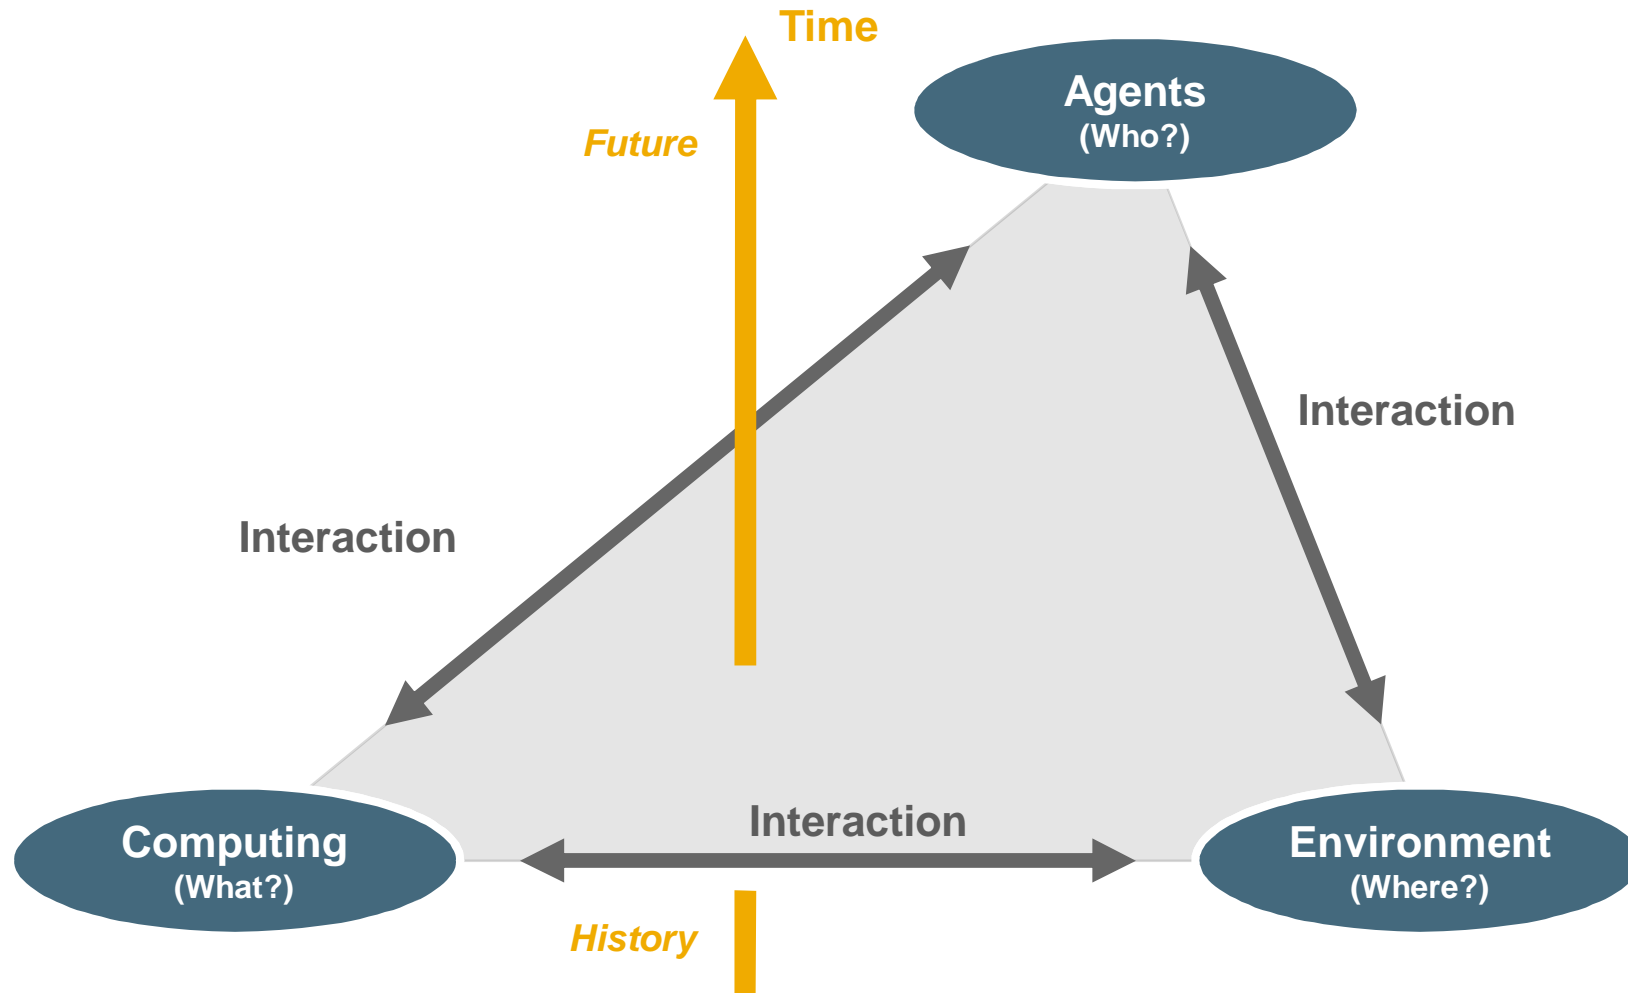 Time
Agents
(Who?)
Future
Interaction
Interaction
Interaction
Computing
(What?)
Environment
(Where?)
History